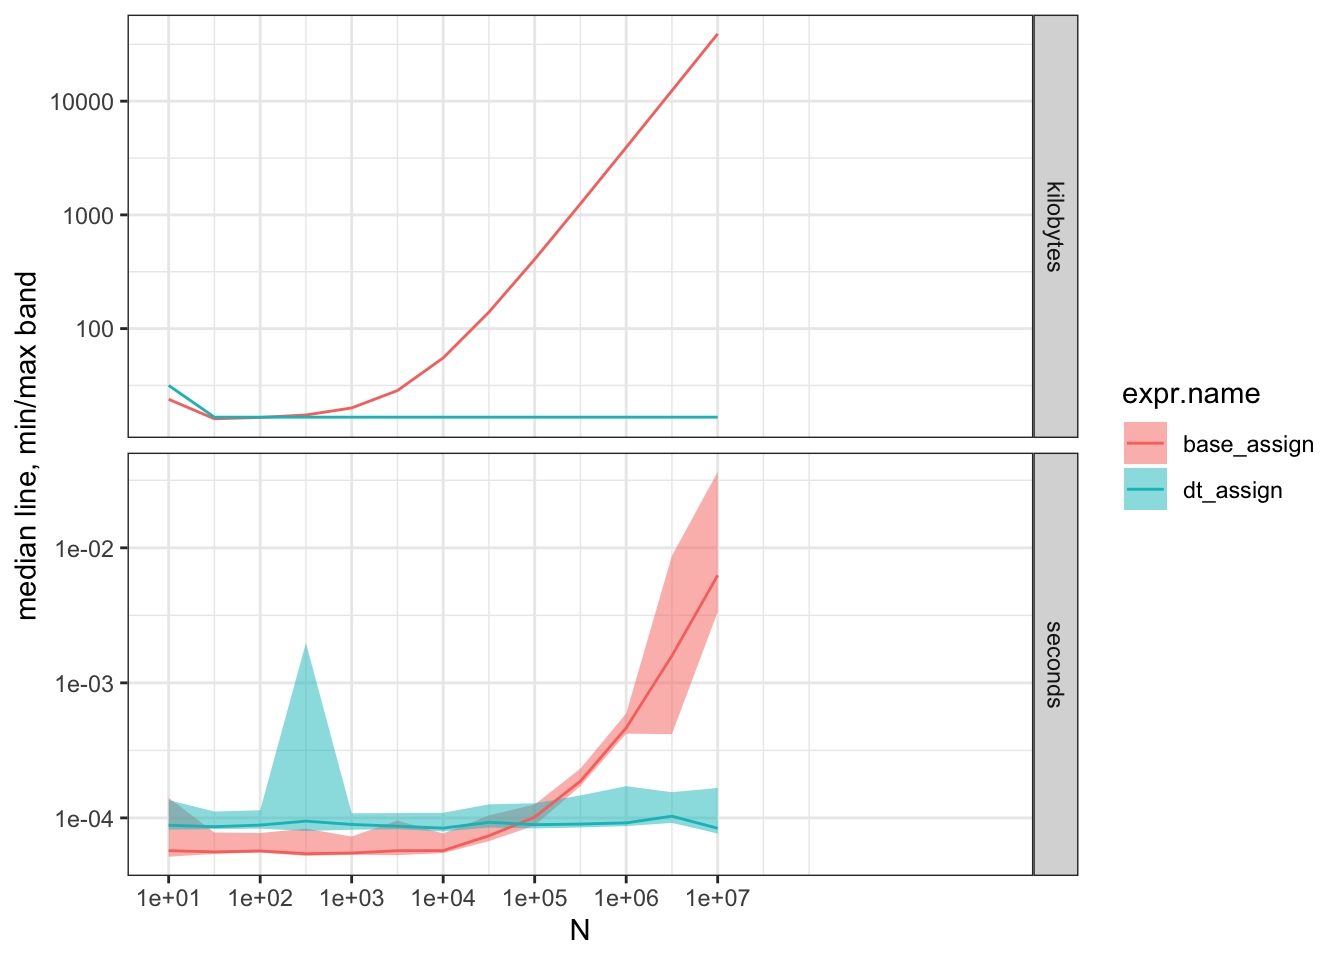 median line, min/max band
10000
1000
100
kilobytes
1e-02
1e-03
1e-04
seconds
1e+01 1e+02 1e+03 1e+04 1e+05 1e+06 1e+07
N
expr.name
base_assign
dt_assign